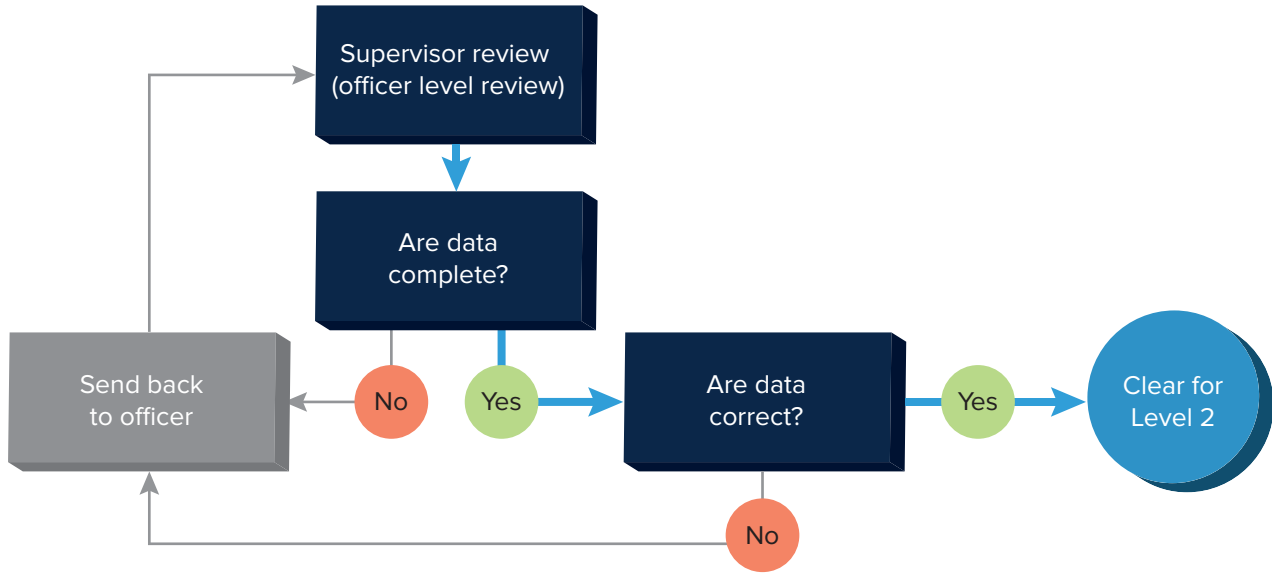 Supervisor review
(officer level review)
Are data
complete?
Send back
to officer
No
Yes
Are data
correct?
Yes
Clear for
Level 2
No